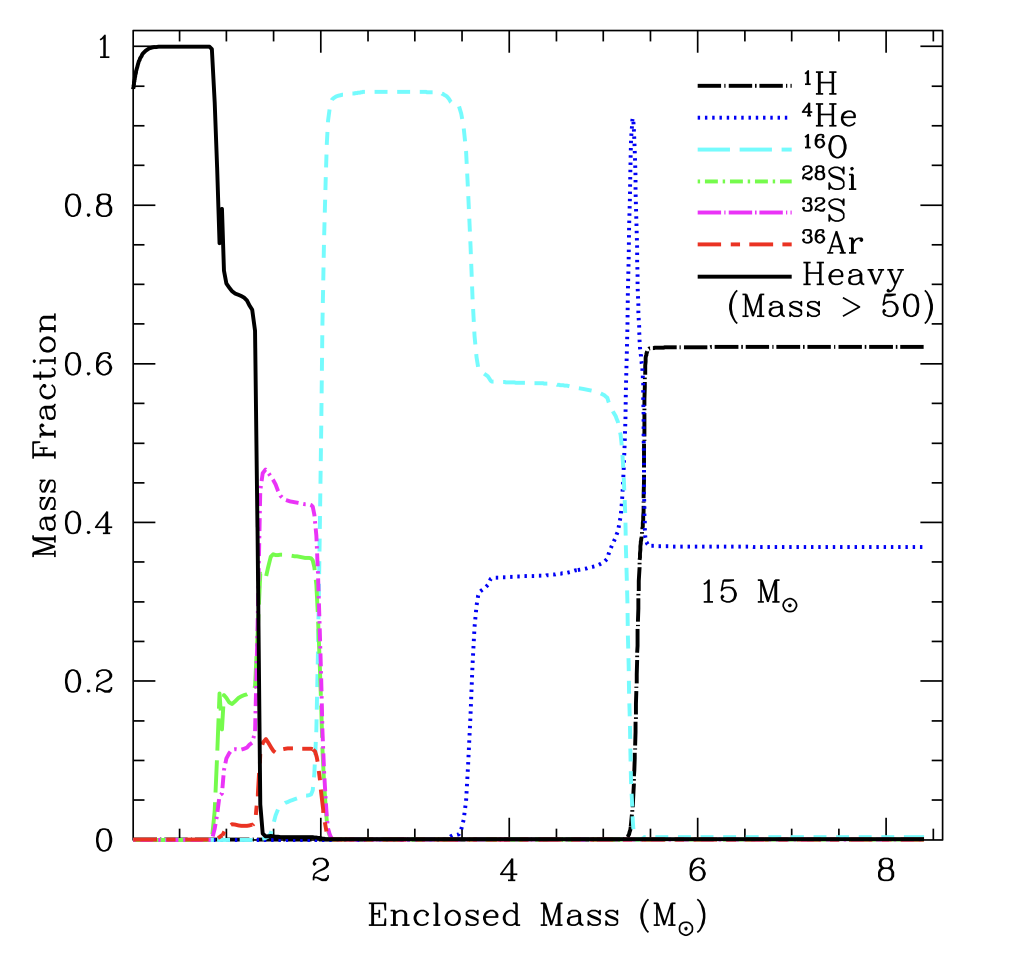 1
0.8
0.6
0.4
0.2
0
Mass Fraction
¹H
⁴He
¹⁶O
²⁸Si
³²S
³⁶Ar
Heavy
(Mass > 50)
15 M⊙
2 4 6 8
Enclosed Mass (M⊙)